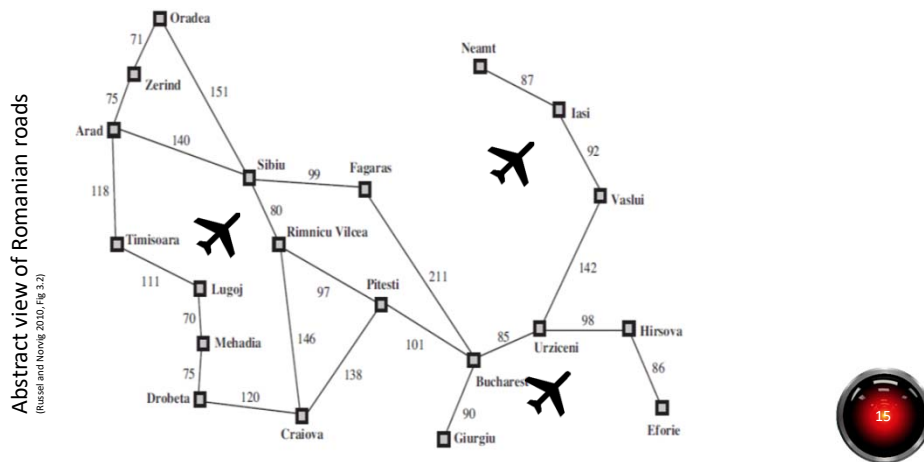 Abstract view of Romanian roads
(Russel and Norvig 2010, Fig 3.2)
Oradea
71
Neamt
Zerind
87
151
75
Iasi
Arad
140
92
Sibiu
99
Fagaras
118
Vaslui
80
Timisoara
Rimnicu Vilcea
142
111
Lugoj
97
Pitesti
211
70
98
Hirsova
Mehadia
146
101
85
Urziceni
75
138
86
Bucharest
Drobeta
120
90
Craiova
Giurgiu
Eforie
15